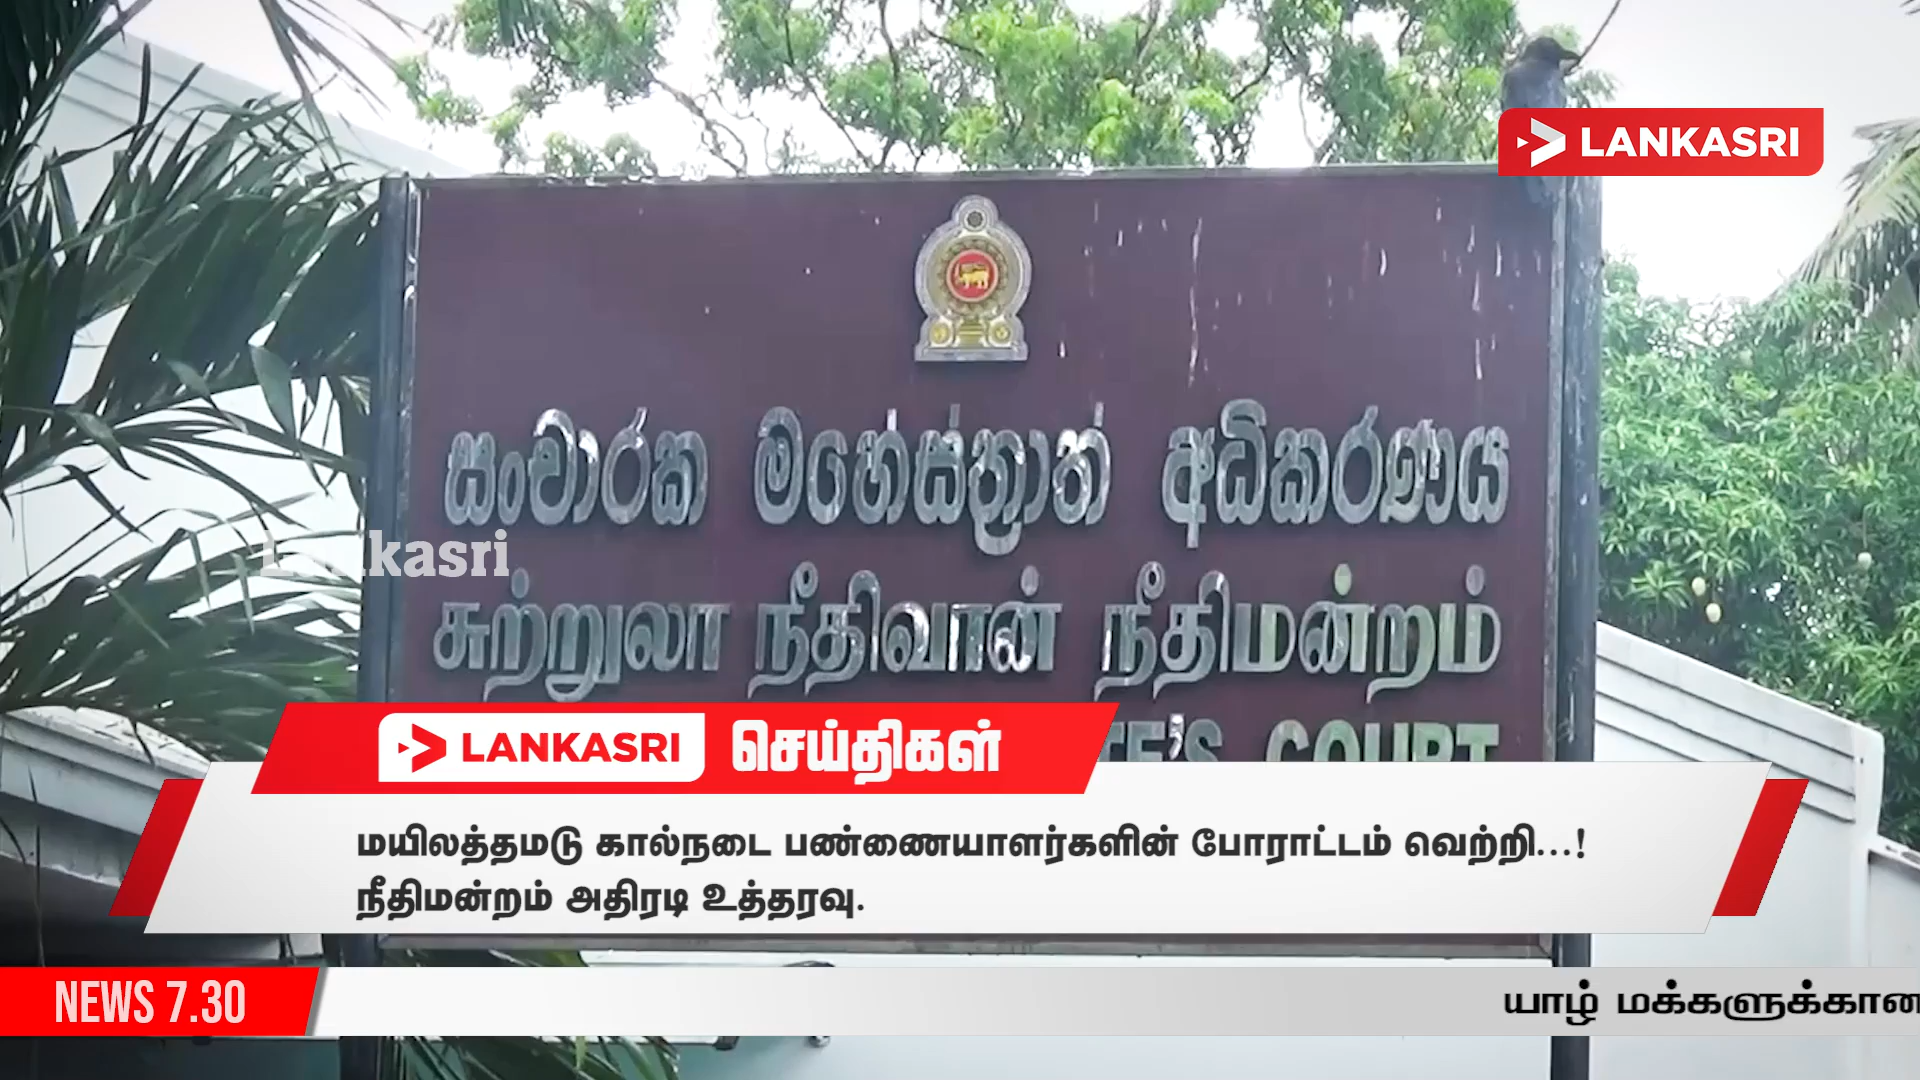 LANKASRI
සංචාරක මහේස්ත්‍රාත් අධිකරණය
Lankasri
சுற்றுலா நீதிவான் நீதிமன்றம்
COURT
LANKASRI செய்திகள்
மயிலத்தமடு கால்நடை பண்ணையாளர்களின் போராட்டம் வெற்றி...!
நீதிமன்றம் அதிரடி உத்தரவு.
NEWS 7.30
யாழ் மக்களுக்கான